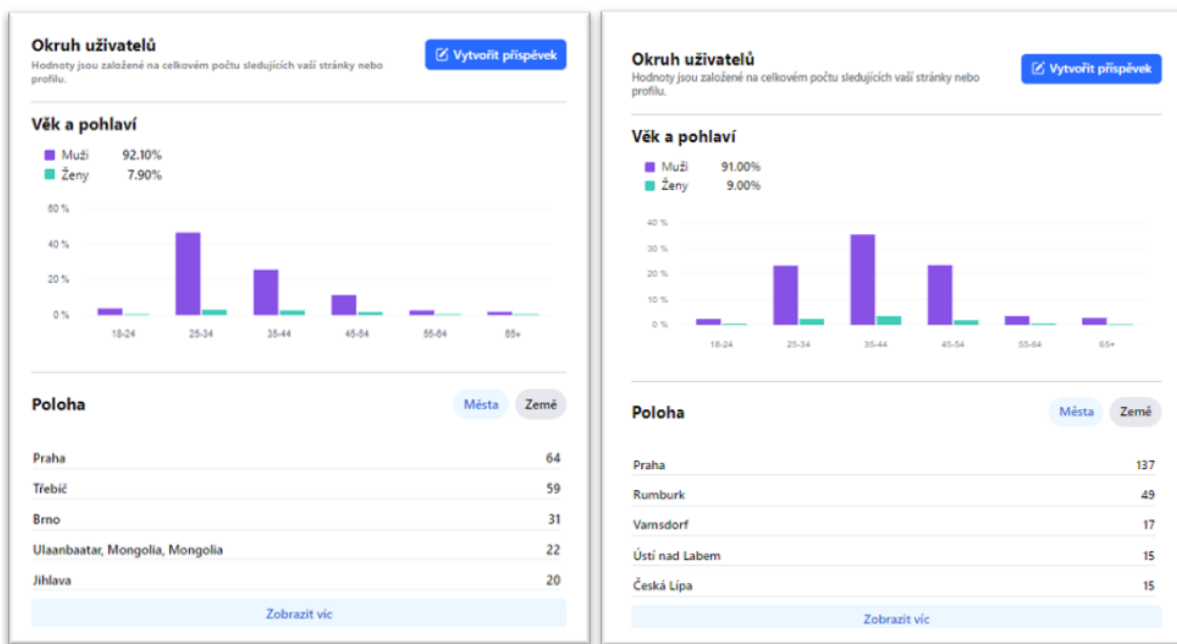 Okruh uživatelů
Vytvořit příspěvek
Hodnoty jsou založené na celkovém počtu sledujících vaší stránky nebo
profilu.
Věk a pohlaví
Muži 92.10%
Ženy 7.90%
60 %
40 %
20 %
0 %
18-24 25-34 35-44 45-54 55-64 65+
Poloha
Města Země
Praha 64
Třebíč 59
Brno 31
Ulaanbaatar, Mongolia, Mongolia 22
Jihlava 20
Zobrazit víc
Okruh uživatelů
Vytvořit příspěvek
Hodnoty jsou založené na celkovém počtu sledujících vaší stránky nebo
profilu.
Věk a pohlaví
Muži 91.00%
Ženy 9.00%
40 %
30 %
20 %
10 %
0 %
18-24 25-34 35-44 45-54 55-64 65+
Poloha
Města Země
Praha 137
Rumburk 49
Varnsdorf 17
Ústí nad Labem 15
Česká Lípa 15
Zobrazit víc